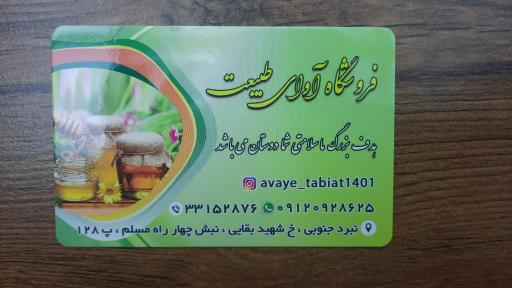 فروشگاه آوای طبیعت
هدف بزرگ ما سلامتی شما دوستان می باشد
avaye_tabiat1401
۰۹۱۲۰۹۲۸۶۲۵ ۳۳۱۵۲۸۷۶
نبرد جنوبی ، خ شهید بقایی ، نبش چهار راه مسلم ، پ ۱۲۸